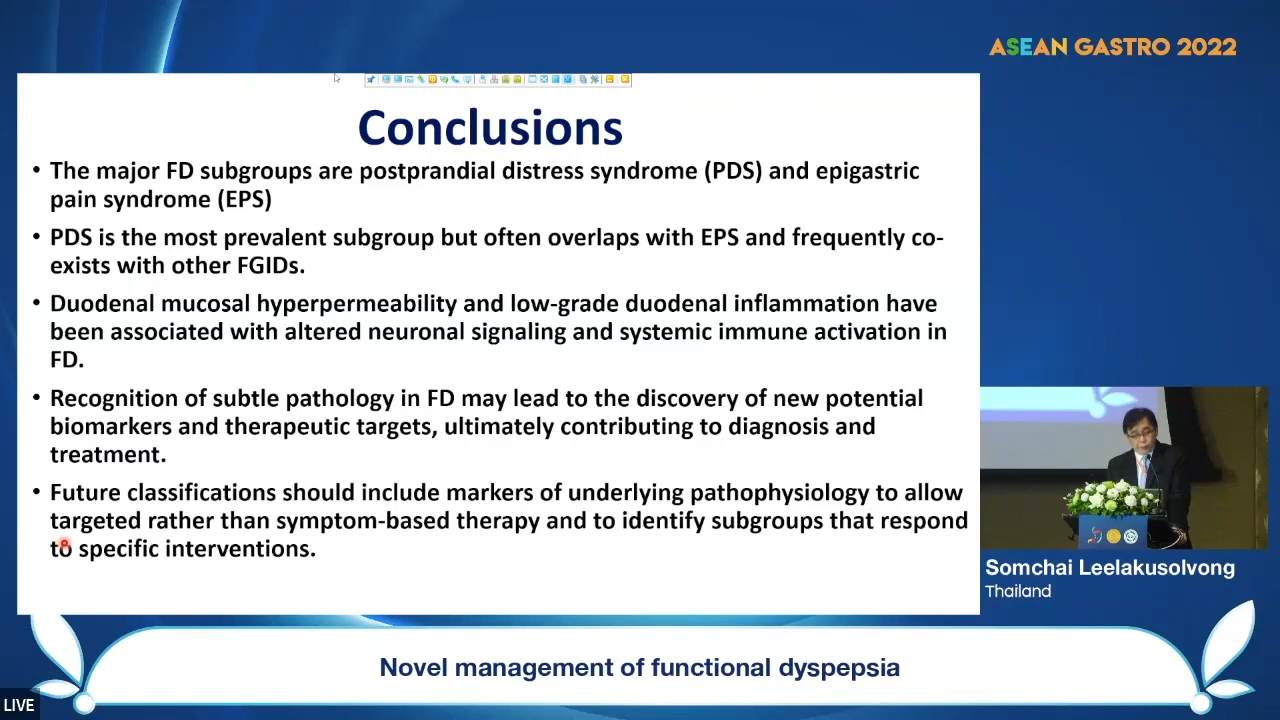 ASEAN GASTRO 2022
Conclusions
• The major FD subgroups are postprandial distress syndrome (PDS) and epigastric
pain syndrome (EPS)
• PDS is the most prevalent subgroup but often overlaps with EPS and frequently co-
exists with other FGIDs.
• Duodenal mucosal hyperpermeability and low-grade duodenal inflammation have
been associated with altered neuronal signaling and systemic immune activation in
FD.
• Recognition of subtle pathology in FD may lead to the discovery of new potential
biomarkers and therapeutic targets, ultimately contributing to diagnosis and
treatment.
• Future classifications should include markers of underlying pathophysiology to allow
targeted rather than symptom-based therapy and to identify subgroups that respond
to specific interventions.
Somchai Leelakusolvong
Thailand
Novel management of functional dyspepsia
LIVE